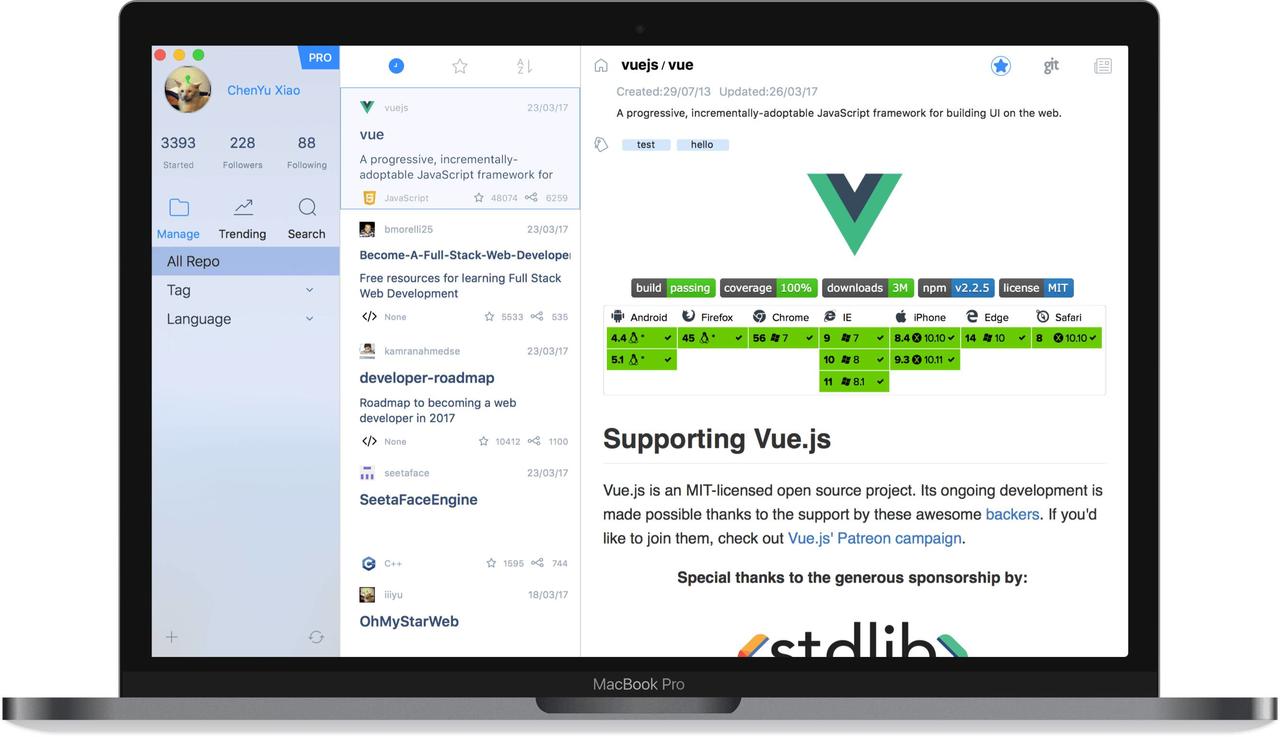 PRO
ChenYu Xiao
3393 228 88
Started Followers Following
Manage Trending Search
All Repo
Tag
Language
vuejs 23/03/17
vue
A progressive, incrementally-
adoptable JavaScript framework for
JavaScript 48074 6259
bmorelli25 23/03/17
Become-A-Full-Stack-Web-Developer
Free resources for learning Full Stack
Web Development
None 5533 535
kamranahmedse 23/03/17
developer-roadmap
Roadmap to becoming a web
developer in 2017
None 10412 1100
seetaface 23/03/17
SeetaFaceEngine
C++ 1595 744
iiiyu 18/03/17
OhMyStarWeb
vuejs / vue
git
Created:29/07/13 Updated:26/03/17
A progressive, incrementally-adoptable JavaScript framework for building UI on the web.
test hello
build passing coverage 100% downloads 3M npm v2.2.5 license MIT
Android Firefox Chrome IE iPhone Edge Safari
4.4 * ✓ 45 * ✓ 56 7 ✓ 9 7 ✓ 8.4 10.10 ✓ 14 10 ✓ 8 10.10 ✓
5.1 * ✓ 10 8 ✓ 9.3 10.11 ✓
11 8.1 ✓
Supporting Vue.js
Vue.js is an MIT-licensed open source project. Its ongoing development is
made possible thanks to the support by these awesome backers. If you'd
like to join them, check out Vue.js' Patreon campaign.
Special thanks to the generous sponsorship by:
<stdlib>
MacBook Pro